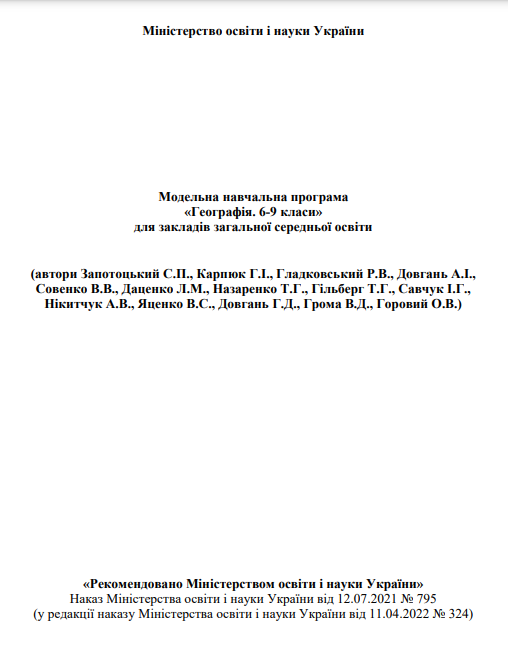 Міністерство освіти і науки України
Модельна навчальна програма
«Географія. 6-9 класи»
для закладів загальної середньої освіти
(автори Запотоцький С.П., Карпюк Г.І., Гладковський Р.В., Довгань А.І.,
Совенко В.В., Даценко Л.М., Назаренко Т.Г., Гільберг Т.Г., Савчук І.Г.,
Нікитчук А.В., Яценко В.С., Довгань Г.Д., Грома В.Д., Горовий О.В.)
«Рекомендовано Міністерством освіти і науки України»
Наказ Міністерства освіти і науки України від 12.07.2021 № 795
(у редакції наказу Міністерства освіти і науки України від 11.04.2022 № 324)